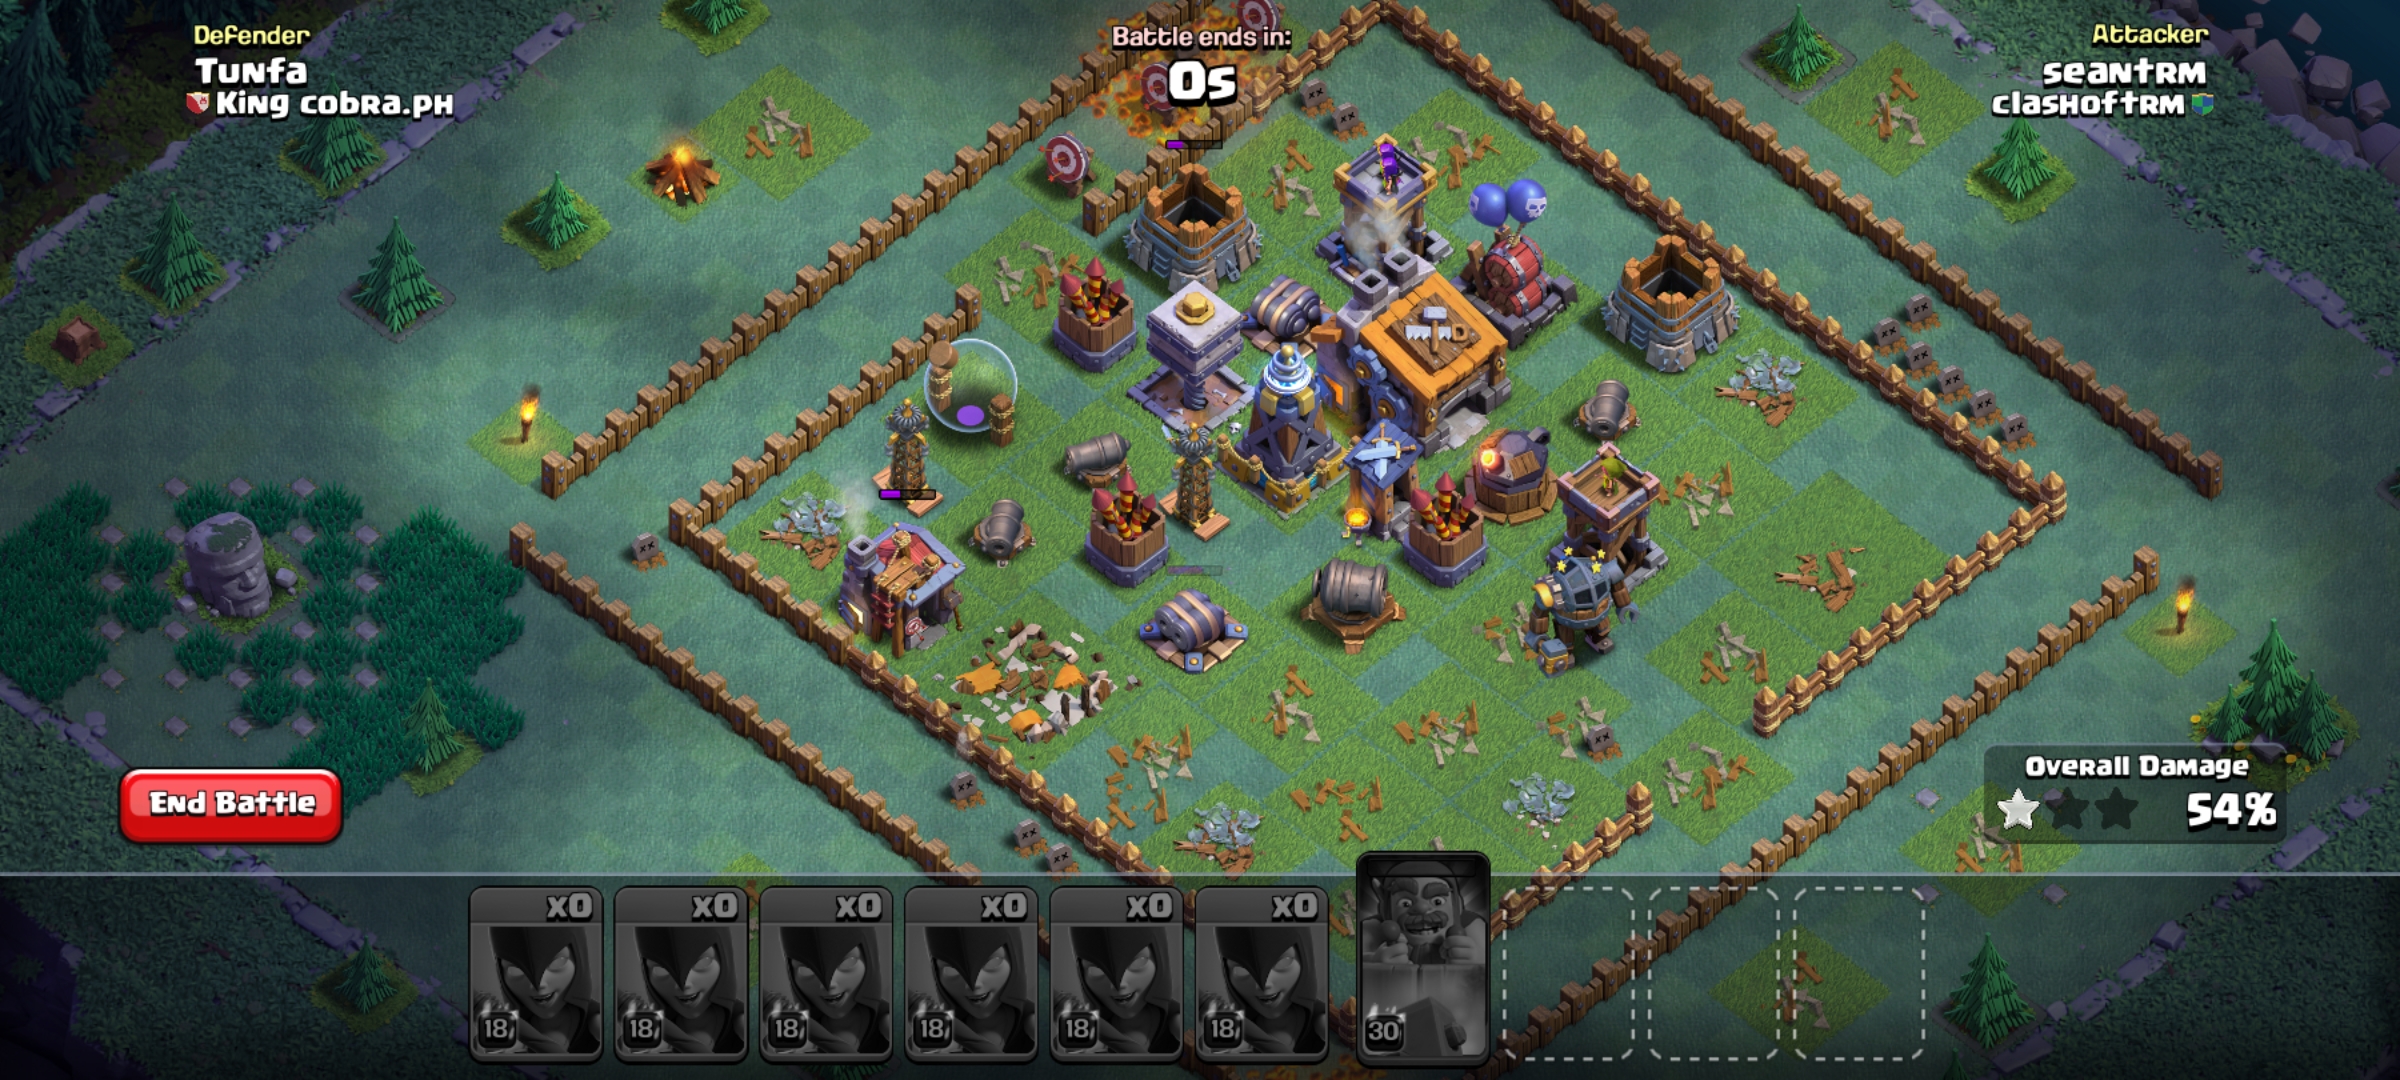 Defender
Tunfa
King cobra.PH
Battle ends in:
0s
Attacker
seantRM
clashoftRM
End Battle
Overall Damage
54%
x0
x0
x0
x0
x0
x0
18
18
18
18
18
18
30